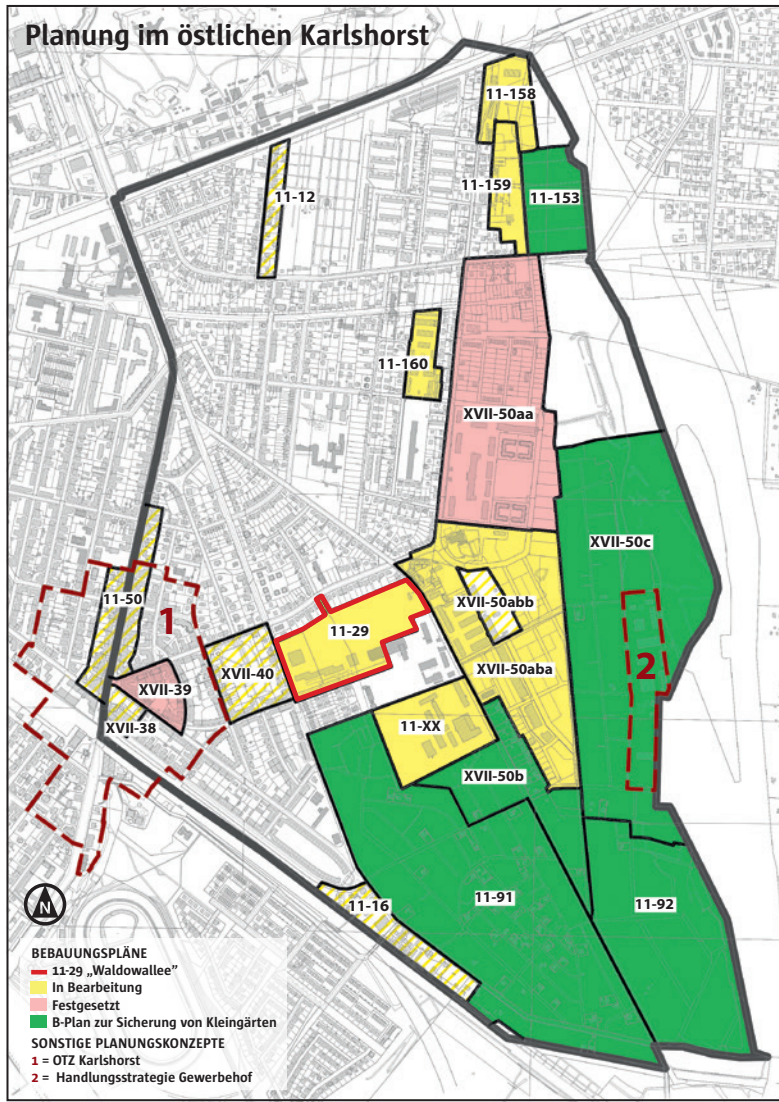 Planung im östlichen Karlshorst
11-158
11-159
11-153
11-12
11-160
XVII-50aa
XVII-50c
XVII-50abb
11-50
1
11-29
XVII-40
XVII-39
XVII-50aba
2
XVII-38
11-XX
XVII-50b
11-16
11-91
11-92
N
BEBAUUNGSPLÄNE
11-29 „Waldowallee”
In Bearbeitung
Festgesetzt
B-Plan zur Sicherung von Kleingärten
SONSTIGE PLANUNGSKONZEPTE
1 = OTZ Karlshorst
2 = Handlungsstrategie Gewerbehof